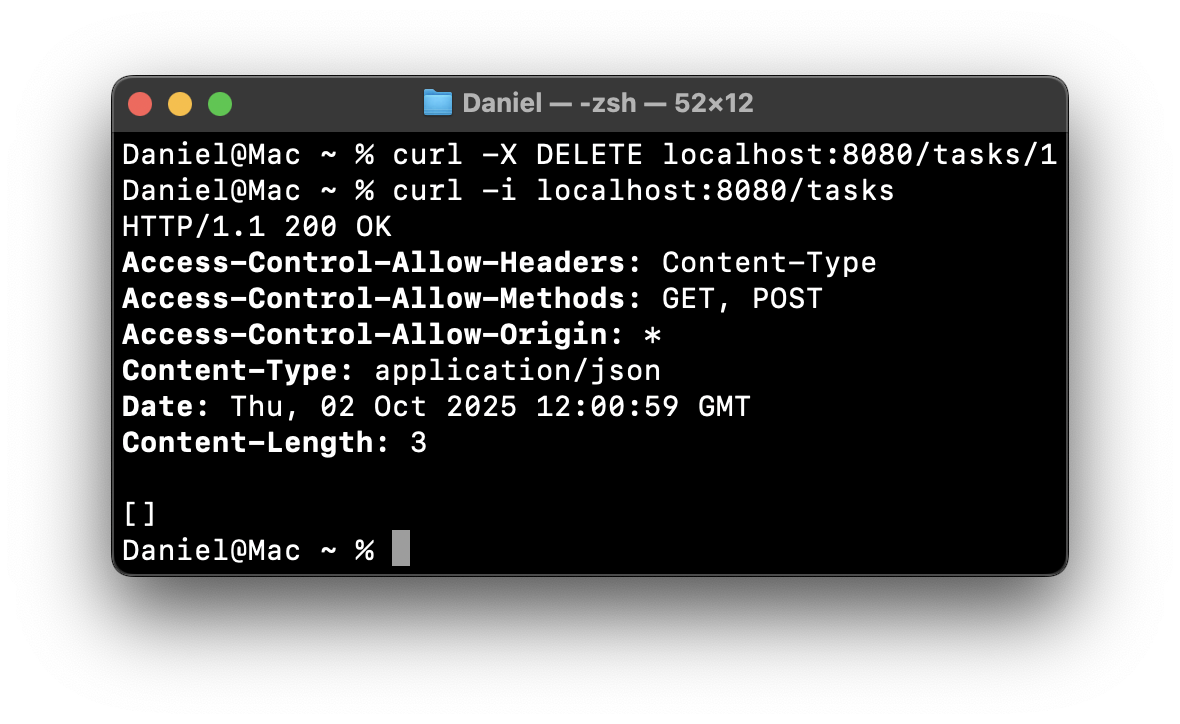 Daniel — -zsh — 52×12
Daniel@Mac ~ % curl -X DELETE localhost:8080/tasks/1
Daniel@Mac ~ % curl -i localhost:8080/tasks
HTTP/1.1 200 OK
Access-Control-Allow-Headers: Content-Type
Access-Control-Allow-Methods: GET, POST
Access-Control-Allow-Origin: *
Content-Type: application/json
Date: Thu, 02 Oct 2025 12:00:59 GMT
Content-Length: 3

[]
Daniel@Mac ~ %